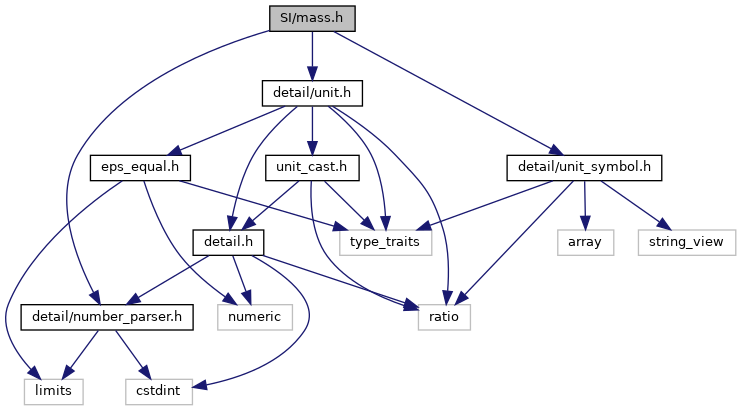 SI/mass.h
detail/unit.h
eps_equal.h
unit_cast.h
detail/unit_symbol.h
detail.h
type_traits
array
string_view
detail/number_parser.h
numeric
ratio
limits
cstdint